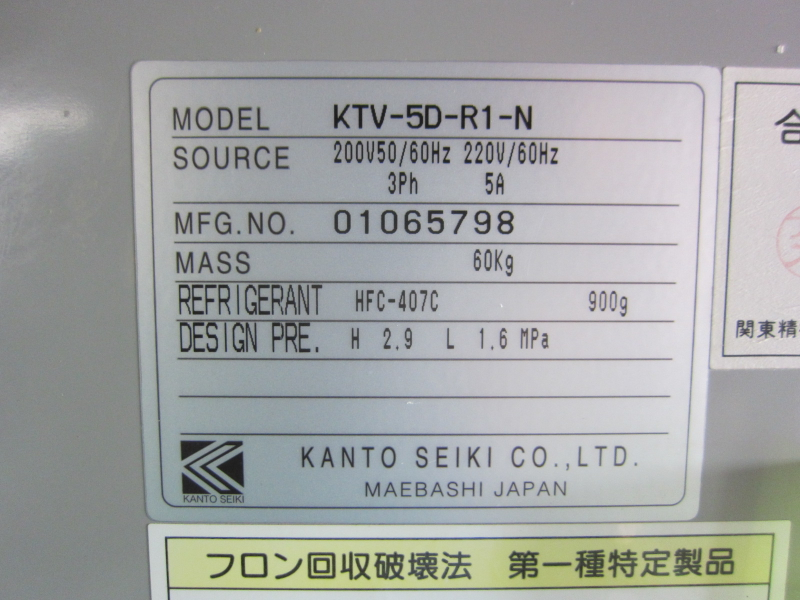 MODEL KTV-5D-R1-N
SOURCE 200V50/60Hz 220V/60Hz
3Ph 5A
MFG.NO. 01065798
MASS 60Kg
REFRIGERANT HFC-407C 900g
DESIGN PRE. H 2.9 L 1.6 MPa
KANTO SEIKI CO.,LTD.
MAEBASHI JAPAN
KANTO SEIKI
合
関東精
フロン回収破壊法 第一種特定製品